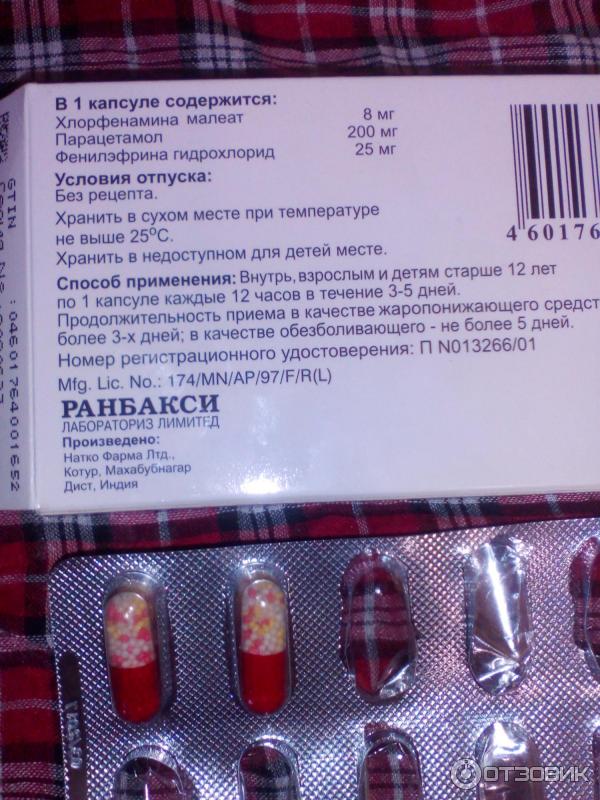 В 1 капсуле содержится:
Хлорфенамина малеат 8 мг
Парацетамол 200 мг
Фенилэфрина гидрохлорид 25 мг
Условия отпуска:
Без рецепта.
Хранить в сухом месте при температуре
не выше 25°С.
Хранить в недоступном для детей месте.
Способ применения: Внутрь, взрослым и детям старше 12 лет
по 1 капсуле каждые 12 часов в течение 3-5 дней.
Продолжительность приема в качестве жаропонижающего средст
более 3-х дней; в качестве обезболивающего - не более 5 дней.
Номер регистрационного удостоверения: П N013266/01
Mfg. Lic. No.: 174/MN/AP/97/F/R(L)
РАНБАКСИ
ЛАБОРАТОРИЗ ЛИМИТЕД
Произведено:
Натко Фарма Лтд.,
Котур, Махабубнагар
Дист, Индия
4 60176
GTIN : 04601764001652
ОТЗОВИК